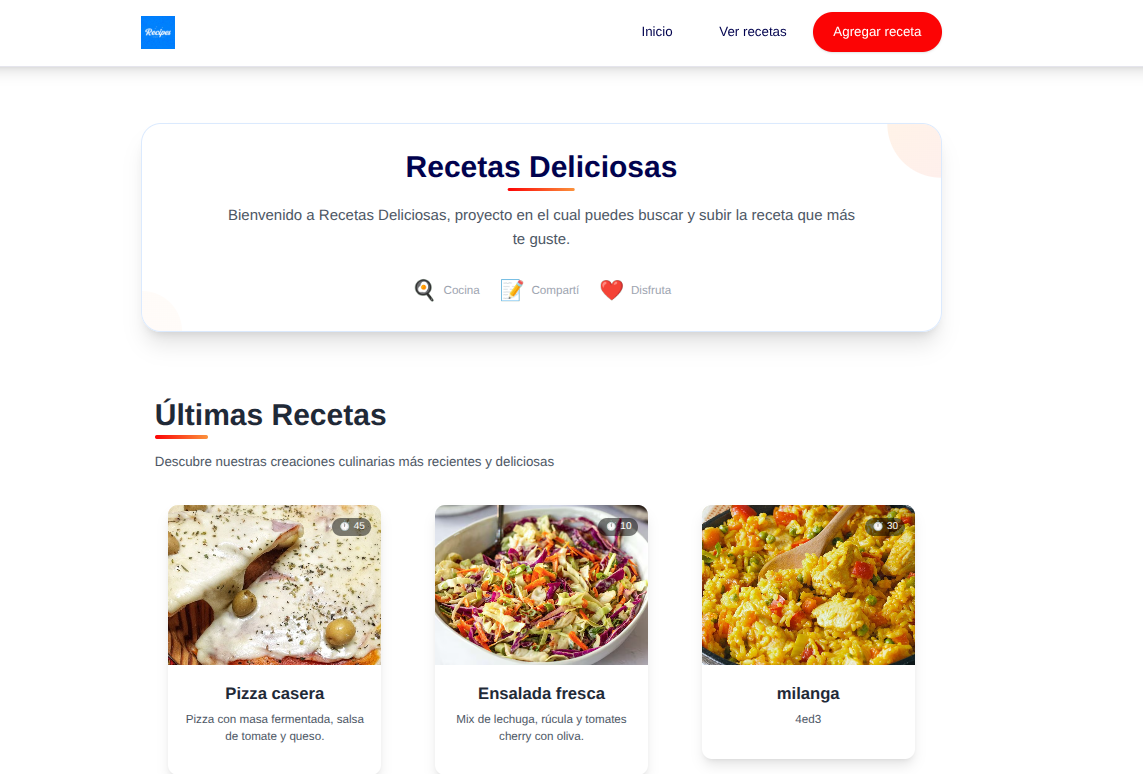 Recipes
Inicio
Ver recetas
Agregar receta
Recetas Deliciosas
Bienvenido a Recetas Deliciosas, proyecto en el cual puedes buscar y subir la receta que más
te guste.
Cocina
Compartí
Disfruta
Últimas Recetas
Descubre nuestras creaciones culinarias más recientes y deliciosas
45
10
30
Pizza casera
Pizza con masa fermentada, salsa
de tomate y queso.
Ensalada fresca
Mix de lechuga, rúcula y tomates
cherry con oliva.
milanga
4ed3